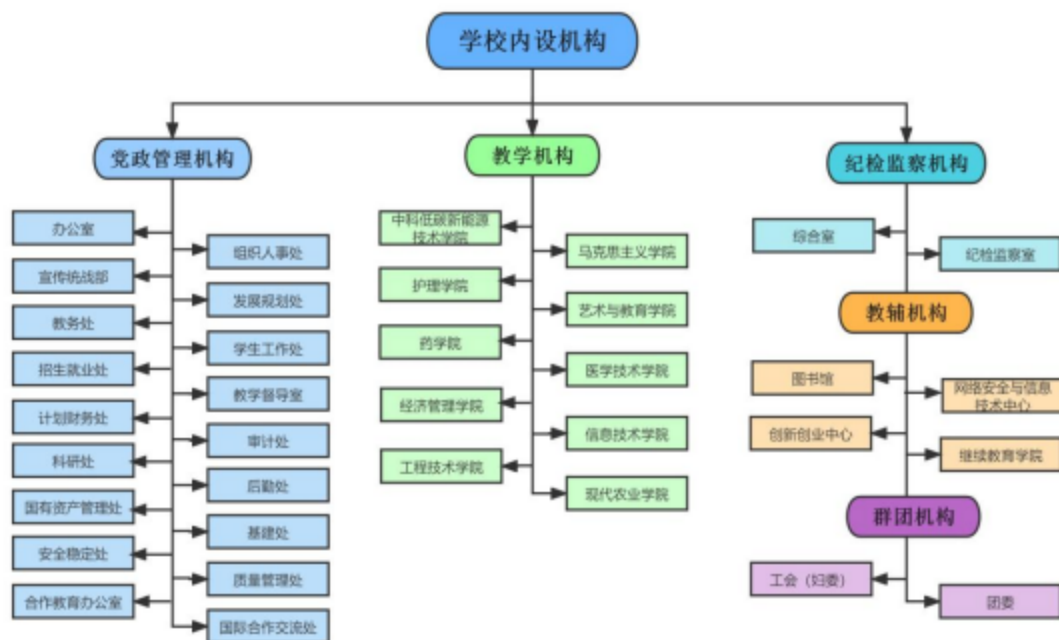 学校内设机构
党政管理机构
办公室
组织人事处
宣传统战部
发展规划处
教务处
学生工作处
招生就业处
教学督导室
计划财务处
审计处
科研处
后勤处
国有资产管理处
基建处
安全稳定处
质量管理处
合作教育办公室
国际合作交流处
教学机构
中科低碳新能源
技术学院
马克思主义学院
护理学院
艺术与教育学院
药学院
医学技术学院
经济管理学院
信息技术学院
工程技术学院
现代农业学院
纪检监察机构
综合室
纪检监察室
教辅机构
图书馆
网络安全与信息
技术中心
创新创业中心
继续教育学院
群团机构
工会（妇委）
团委